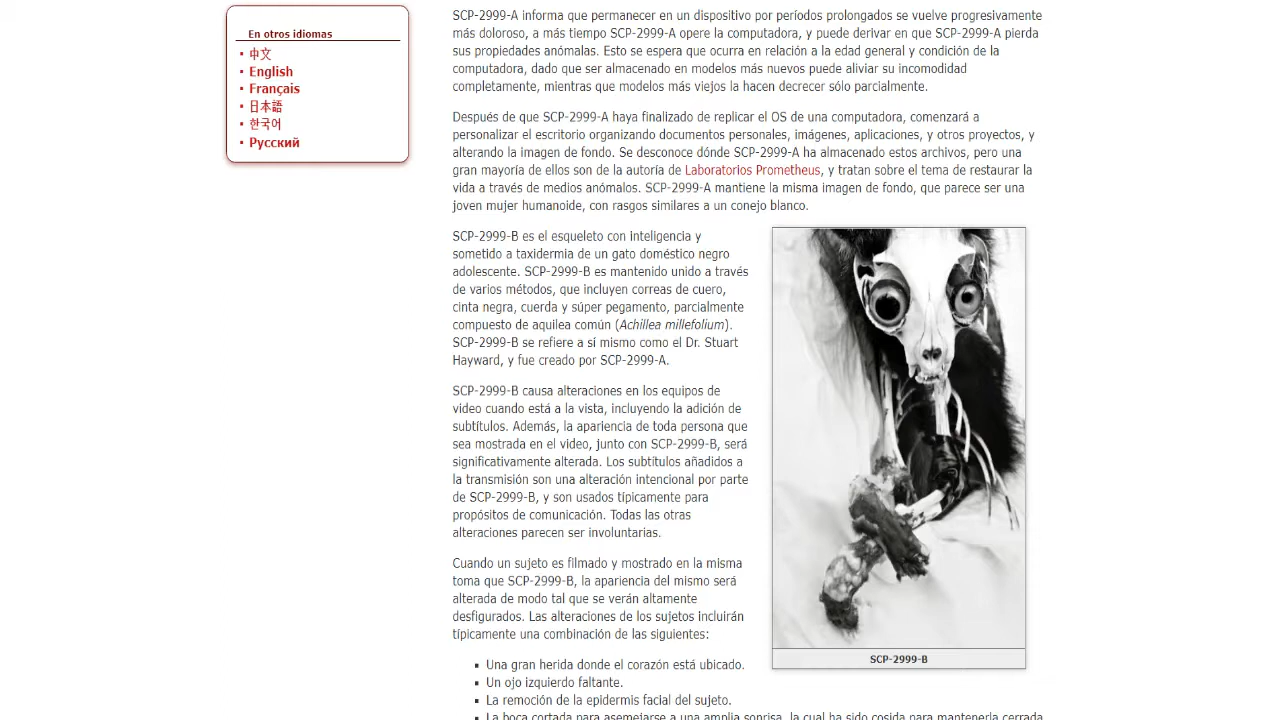 En otros idiomas
中文
English
Français
日本語
한국어
Русский
SCP-2999-A informa que permanecer en un dispositivo por períodos prolongados se vuelve progresivamente
más doloroso, a más tiempo SCP-2999-A opere la computadora, y puede derivar en que SCP-2999-A pierda
sus propiedades anómalas. Esto se espera que ocurra en relación a la edad general y condición de la
computadora, dado que ser almacenado en modelos más nuevos puede aliviar su incomodidad
completamente, mientras que modelos más viejos la hacen decrecer sólo parcialmente.
Después de que SCP-2999-A haya finalizado de replicar el OS de una computadora, comenzará a
personalizar el escritorio organizando documentos personales, imágenes, aplicaciones, y otros proyectos, y
alterando la imagen de fondo. Se desconoce dónde SCP-2999-A ha almacenado estos archivos, pero una
gran mayoría de ellos son de la autoría de Laboratorios Prometheus, y tratan sobre el tema de restaurar la
vida a través de medios anómalos. SCP-2999-A mantiene la misma imagen de fondo, que parece ser una
joven mujer humanoide, con rasgos similares a un conejo blanco.
SCP-2999-B es el esqueleto con inteligencia y
sometido a taxidermia de un gato doméstico negro
adolescente. SCP-2999-B es mantenido unido a través
de varios métodos, que incluyen correas de cuero,
cinta negra, cuerda y súper pegamento, parcialmente
compuesto de aquilea común (Achillea millefolium).
SCP-2999-B se refiere a sí mismo como el Dr. Stuart
Hayward, y fue creado por SCP-2999-A.
SCP-2999-B causa alteraciones en los equipos de
video cuando está a la vista, incluyendo la adición de
subtítulos. Además, la apariencia de toda persona que
sea mostrada en el video, junto con SCP-2999-B, será
significativamente alterada. Los subtítulos añadidos a
la transmisión son una alteración intencional por parte
de SCP-2999-B, y son usados típicamente para
propósitos de comunicación. Todas las otras
alteraciones parecen ser involuntarias.
Cuando un sujeto es filmado y mostrado en la misma
toma que SCP-2999-B, la apariencia del mismo será
alterada de modo tal que se verán altamente
desfigurados. Las alteraciones de los sujetos incluirán
típicamente una combinación de las siguientes:
Una gran herida donde el corazón está ubicado.
Un ojo izquierdo faltante.
La remoción de la epidermis facial del sujeto.
La boca cortada para asemejarse a una amplia sonrisa, la cual ha sido cosida para mantenerla cerrada
SCP-2999-B